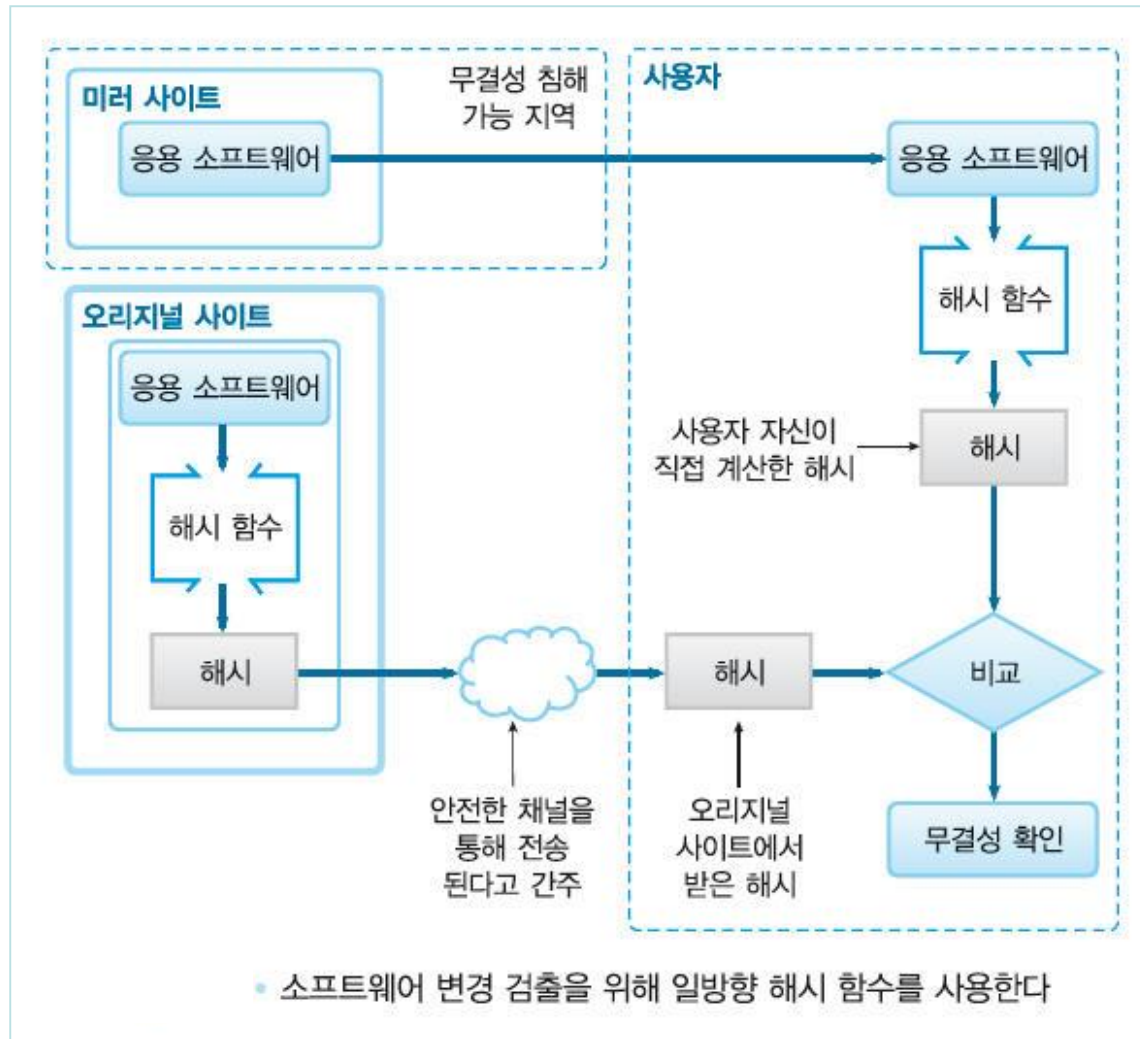 미러 사이트
응용 소프트웨어
무결성 침해
가능 지역
오리지널 사이트
응용 소프트웨어
해시 함수
해시
안전한 채널을
통해 전송
된다고 간주
사용자
응용 소프트웨어
해시 함수
사용자 자신이
직접 계산한 해시
해시
해시
비교
오리지널
사이트에서
받은 해시
무결성 확인
• 소프트웨어 변경 검출을 위해 일방향 해시 함수를 사용한다